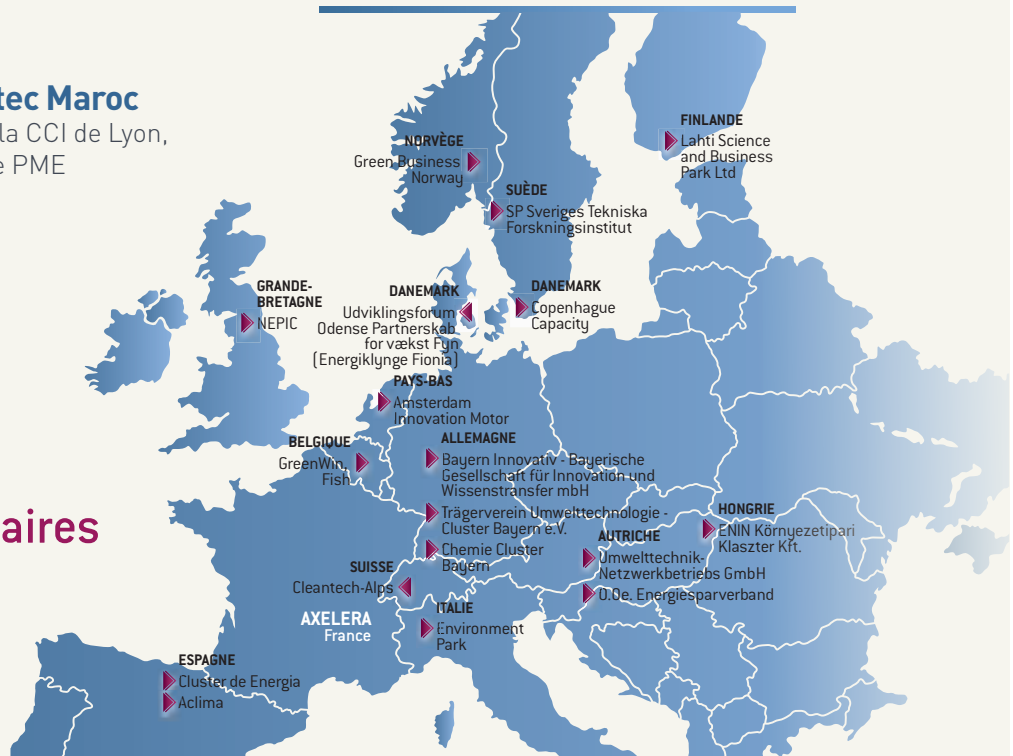 tec Maroc
la CCI de Lyon,
e PME
aires
NORVÈGE
Green Business
Norway
FINLANDE
Lahti Science
and Business
Park Ltd
SUÈDE
SP Sveriges Tekniska
Forskningsinstitut
GRANDE-
BRETAGNE
NEPIC
DANEMARK
Udviklingsforum
Odense Partnerskab
for vækst Fyn
(Energiklynge Fionia)
DANEMARK
Copenhague
Capacity
PAYS-BAS
Amsterdam
Innovation Motor
BELGIQUE
GreenWin,
Fish
ALLEMAGNE
Bayern Innovativ - Bayerische
Gesellschaft für Innovation und
Wissenstransfer mbH
Trägerverein Umwelttechnologie -
Cluster Bayern e.V.
Chemie Cluster
Bayern
HONGRIE
ENIN Környezetipari
Klaszter Kft.
AUTRICHE
Umwelttechnik-
Netzwerkbetriebs GmbH
O.Oe. Energiesparverband
SUISSE
Cleantech-Alps
AXELERA
France
ITALIE
Environment
Park
ESPAGNE
Cluster de Energia
Aclima